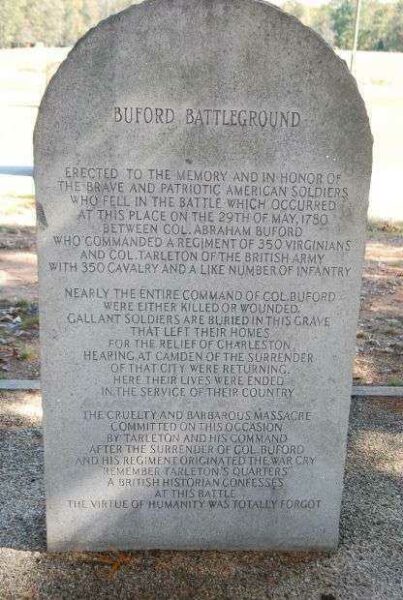 BUFORD BATTLEGROUND
ERECTED TO THE MEMORY AND IN HONOR OF
THE BRAVE AND PATRIOTIC AMERICAN SOLDIERS
WHO FELL IN THE BATTLE WHICH OCCURRED
AT THIS PLACE ON THE 29TH OF MAY, 1780
BETWEEN COL. ABRAHAM BUFORD
WHO COMMANDED A REGIMENT OF 350 VIRGINIANS
AND COL. TARLETON OF THE BRITISH ARMY
WITH 350 CAVALRY AND A LIKE NUMBER OF INFANTRY
NEARLY THE ENTIRE COMMAND OF COL. BUFORD
WERE EITHER KILLED OR WOUNDED.
GALLANT SOLDIERS ARE BURIED IN THIS GRAVE
THAT LEFT THEIR HOMES
FOR THE RELIEF OF CHARLESTON
HEARING AT CAMDEN OF THE SURRENDER
OF THAT CITY WERE RETURNING.
HERE THEIR LIVES WERE ENDED
IN THE SERVICE OF THEIR COUNTRY
THE CRUELTY AND BARBAROUS MASSACRE
COMMITTED ON THIS OCCASION
BY TARLETON AND HIS COMMAND
AFTER THE SURRENDER OF COL. BUFORD
AND HIS REGIMENT ORIGINATED THE WAR CRY
"REMEMBER TARLETON'S QUARTERS"
A BRITISH HISTORIAN CONFESSES
AT THIS BATTLE
THE VIRTUE OF HUMANITY WAS TOTALLY FORGOT